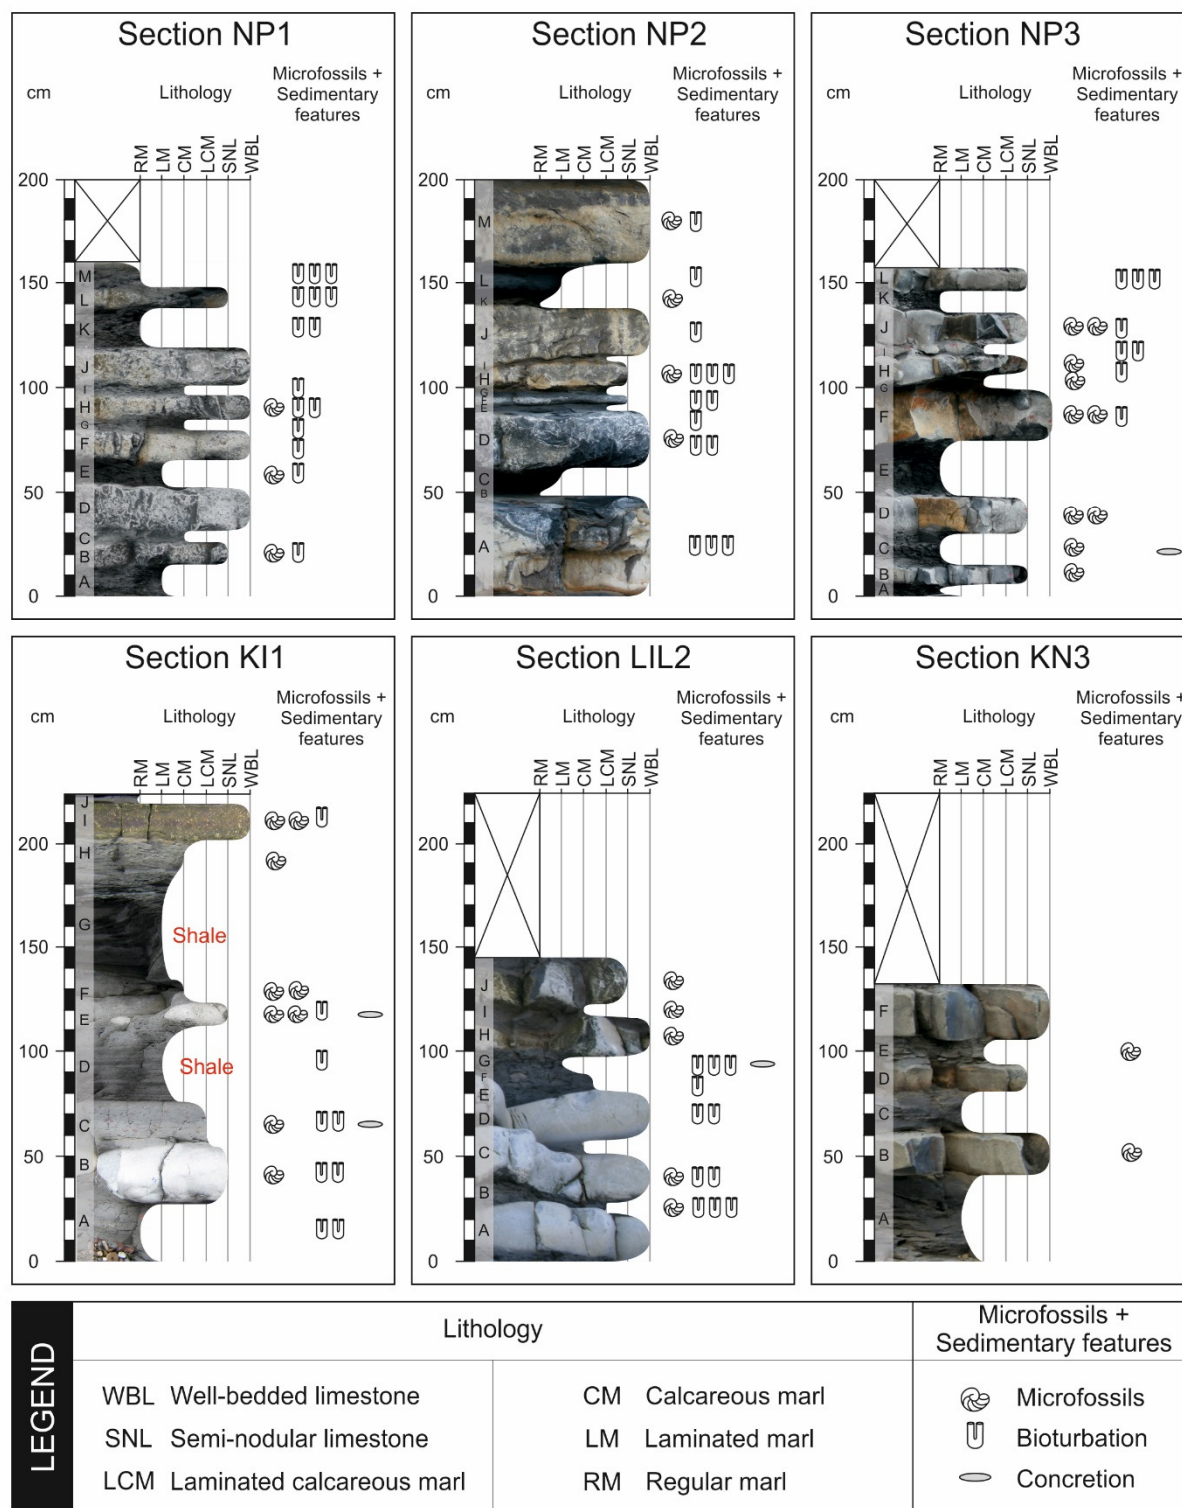 Section NP1
cm
Lithology
Microfossils +
Sedimentary
features
RM
LM
CM
LCM
SNL
WBL
200
150
100
50
0
M
L
K
J
I
H
G
F
E
D
C
B
A
Section NP2
cm
Lithology
Microfossils +
Sedimentary
features
RM
LM
CM
LCM
SNL
WBL
200
150
100
50
0
M
L
K
J
I
H
G
F
E
D
C
B
A
Section NP3
cm
Lithology
Microfossils +
Sedimentary
features
RM
LM
CM
LCM
SNL
WBL
200
150
100
50
0
L
K
J
I
H
G
F
E
D
C
B
A
Section KI1
cm
Lithology
Microfossils +
Sedimentary
features
RM
LM
CM
LCM
SNL
WBL
200
150
100
50
0
J
I
H
G
Shale
F
E
D
Shale
C
B
A
Section LIL2
cm
Lithology
Microfossils +
Sedimentary
features
RM
LM
CM
LCM
SNL
WBL
200
150
100
50
0
J
I
H
G
F
E
D
C
B
A
Section KN3
cm
Lithology
Microfossils +
Sedimentary
features
RM
LM
CM
LCM
SNL
WBL
200
150
100
50
0
F
E
D
C
B
A
LEGEND
Lithology
WBL Well-bedded limestone
SNL Semi-nodular limestone
LCM Laminated calcareous marl
CM Calcareous marl
LM Laminated marl
RM Regular marl
Microfossils +
Sedimentary features
Microfossils
Bioturbation
Concretion